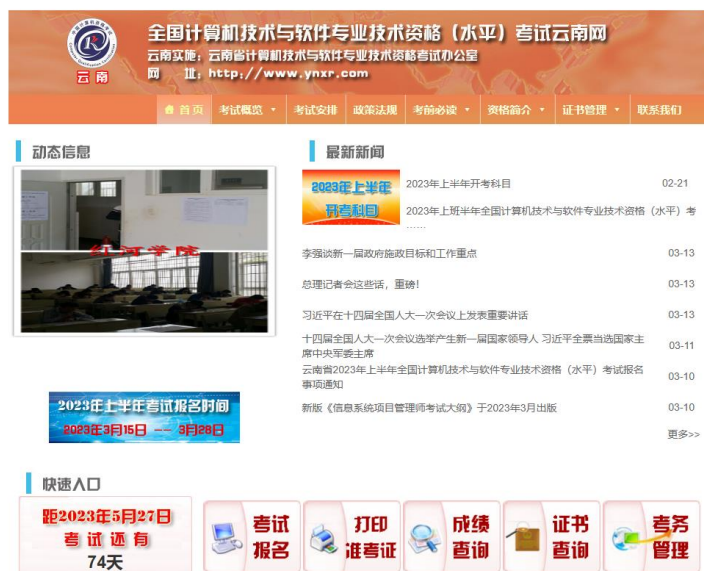 全国计算机技术与软件专业技术资格（水平）考试云南网
云南实施：云南省计算机技术与软件专业技术资格考试办公室
网    址：http://www.ynxr.com
云南
首页 考试概览 考试安排 政策法规 考前必读 资格简介 证书管理 联系我们
动态信息
红河学院
2023年上半年考试报名时间
2023年3月15日 —— 3月28日
最新新闻
2023年上半年
开考科目
2023年上半年开考科目 02-21
2023年上班半年全国计算机技术与软件专业技术资格（水平）考
……
李强谈新一届政府施政目标和工作重点 03-13
总理记者会这些话，重磅！ 03-13
习近平在十四届全国人大一次会议上发表重要讲话 03-13
十四届全国人大一次会议选举产生新一届国家领导人 习近平全票当选国家主
席中央军委主席 03-11
云南省2023年上半年全国计算机技术与软件专业技术资格（水平）考试报名
事项通知 03-10
新版《信息系统项目管理师考试大纲》于2023年3月出版 03-10
更多>>
快速入口
距2023年5月27日
考试还有
74天
考试
报名
打印
准考证
成绩
查询
证书
查询
考务
管理